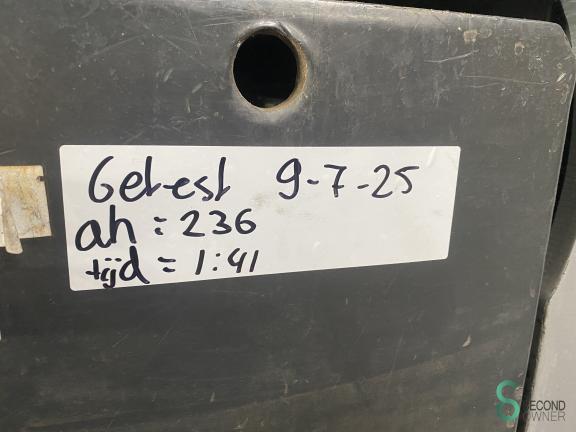 Getest 9-7-25
ah = 236
tijd = 1:41
SECOND
OWNER